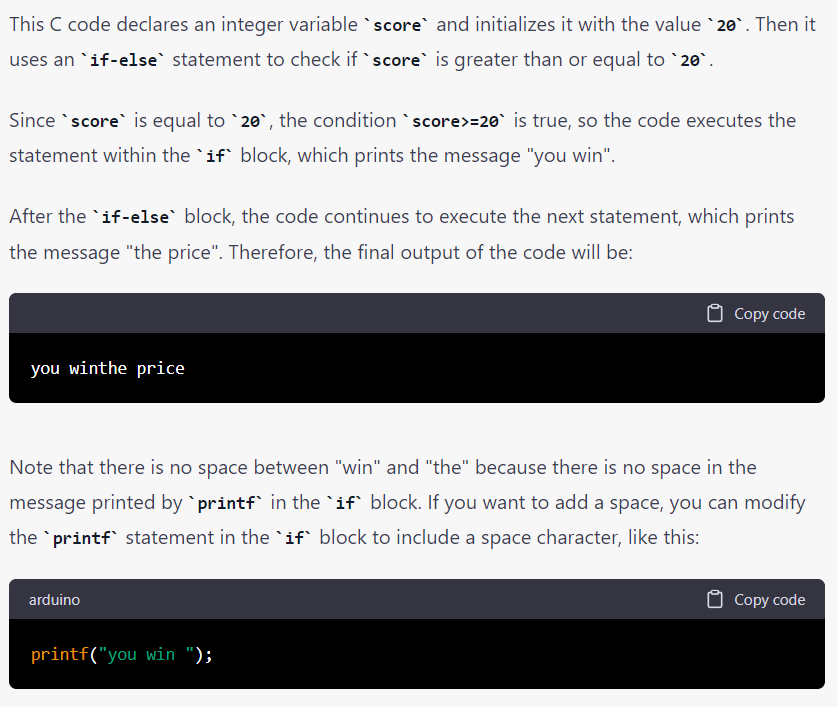 This C code declares an integer variable `score` and initializes it with the value `20`. Then it
uses an `if-else` statement to check if `score` is greater than or equal to `20`.
Since `score` is equal to `20`, the condition `score>=20` is true, so the code executes the
statement within the `if` block, which prints the message "you win".
After the `if-else` block, the code continues to execute the next statement, which prints
the message "the price". Therefore, the final output of the code will be:
Copy code
you winthe price
Note that there is no space between "win" and "the" because there is no space in the
message printed by `printf` in the `if` block. If you want to add a space, you can modify
the `printf` statement in the `if` block to include a space character, like this:
arduino Copy code
printf("you win ");